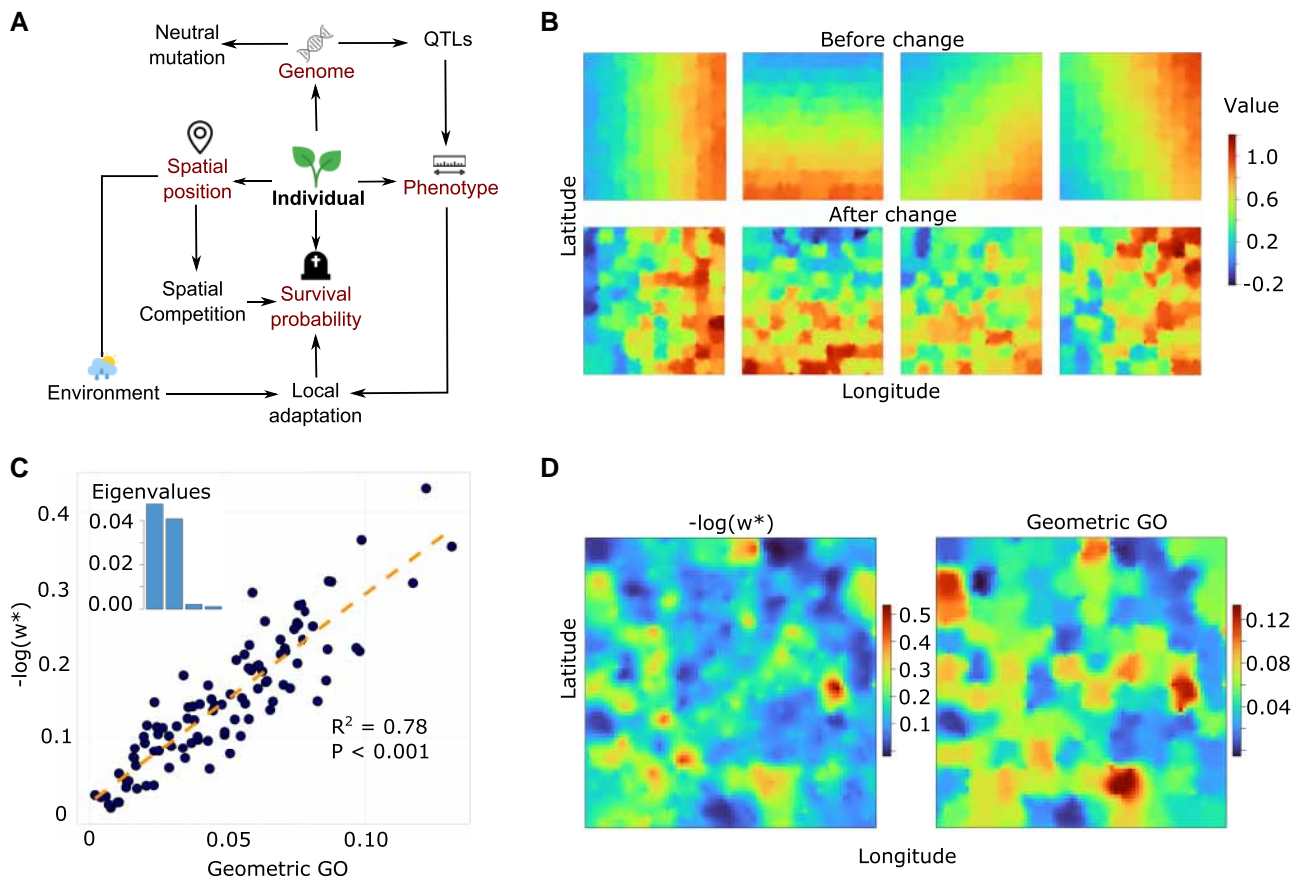 A
Neutral
mutation
Genome
QTLs
Spatial
position
Individual
Phenotype
Spatial
Competition
Survival
probability
Environment
Local
adaptation
B
Before change
After change
Latitude
Longitude
Value
1.0
0.6
0.2
-0.2
C
Eigenvalues
0.04
0.02
0.00
0.4
0.3
0.2
0.1
0
-log(w*)
R² = 0.78
P < 0.001
0
0.05
0.10
Geometric GO
D
-log(w*)
Geometric GO
Latitude
0.5
0.4
0.3
0.2
0.1
0.12
0.08
0.04
Longitude